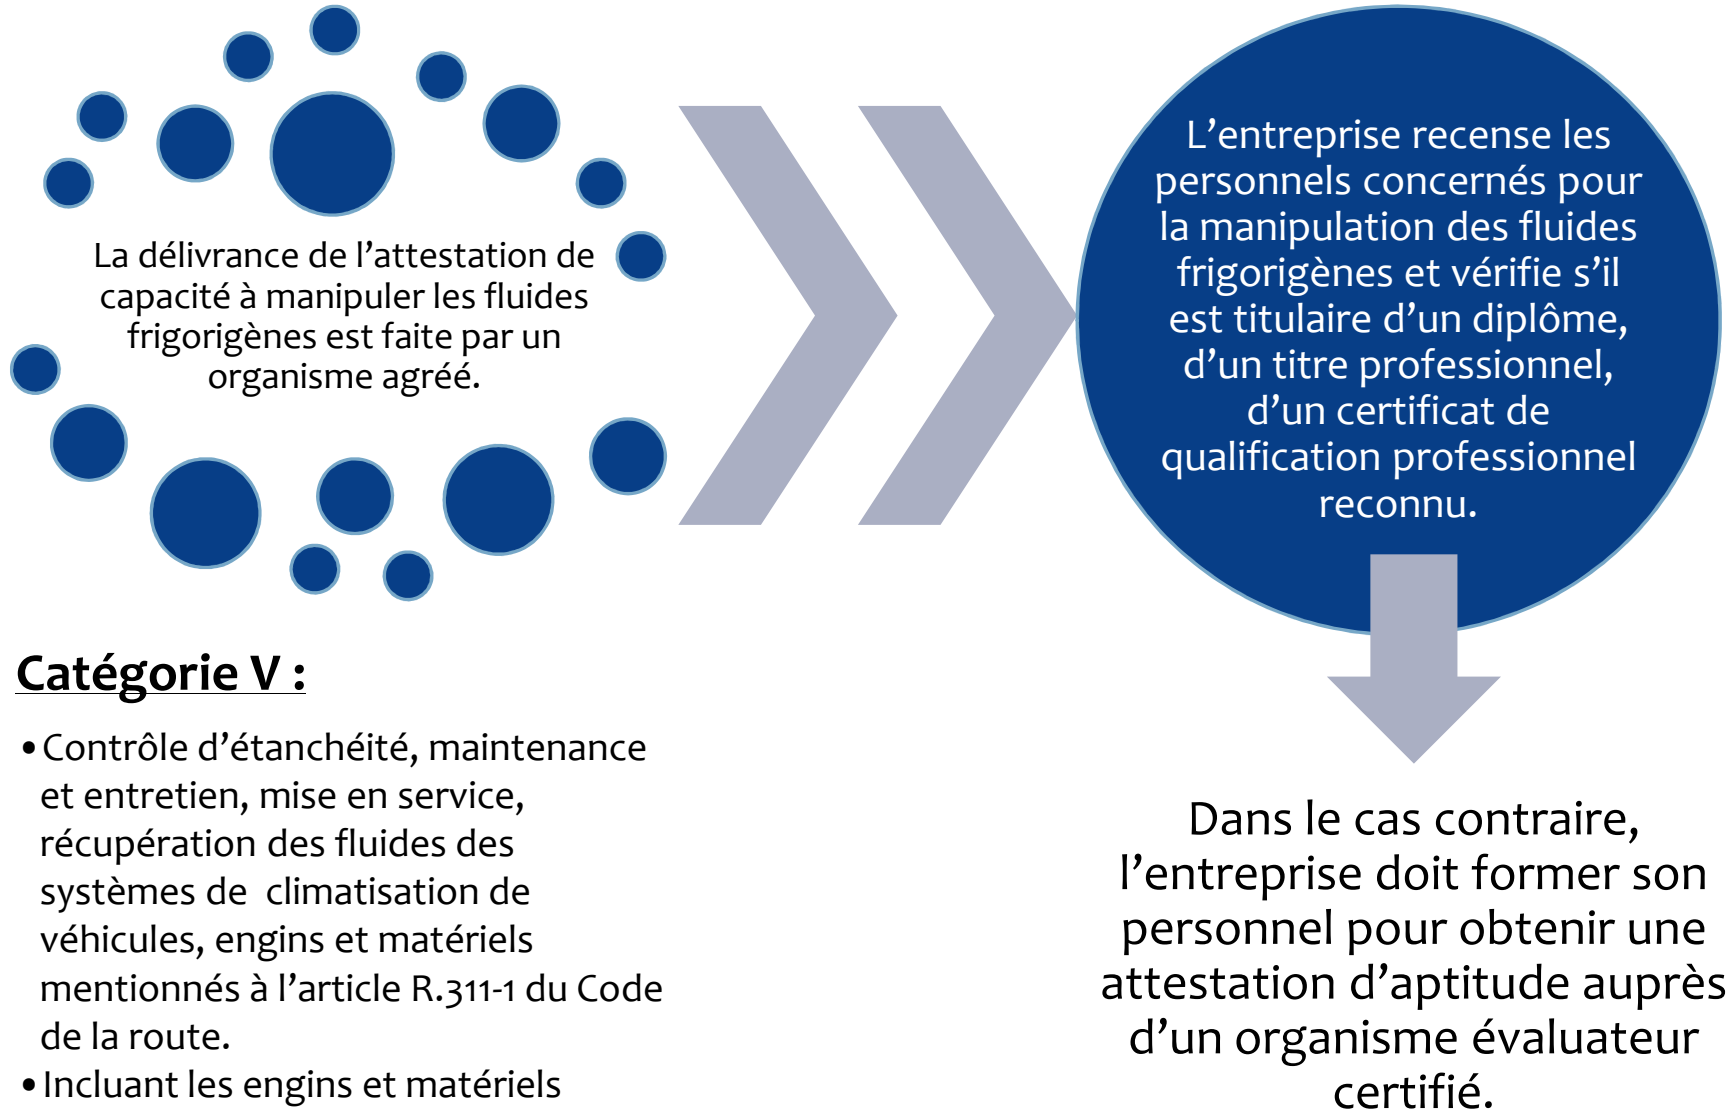 La délivrance de l’attestation de
capacité à manipuler les fluides
frigorigènes est faite par un
organisme agréé.
L’entreprise recense les
personnels concernés pour
la manipulation des fluides
frigorigènes et vérifie s’il
est titulaire d’un diplôme,
d’un titre professionnel,
d’un certificat de
qualification professionnel
reconnu.
Catégorie V :
•Contrôle d’étanchéité, maintenance
et entretien, mise en service,
récupération des fluides des
systèmes de climatisation de
véhicules, engins et matériels
mentionnés à l’article R.311-1 du Code
de la route.
•Incluant les engins et matériels
Dans le cas contraire,
l’entreprise doit former son
personnel pour obtenir une
attestation d’aptitude auprès
d’un organisme évaluateur
certifié.